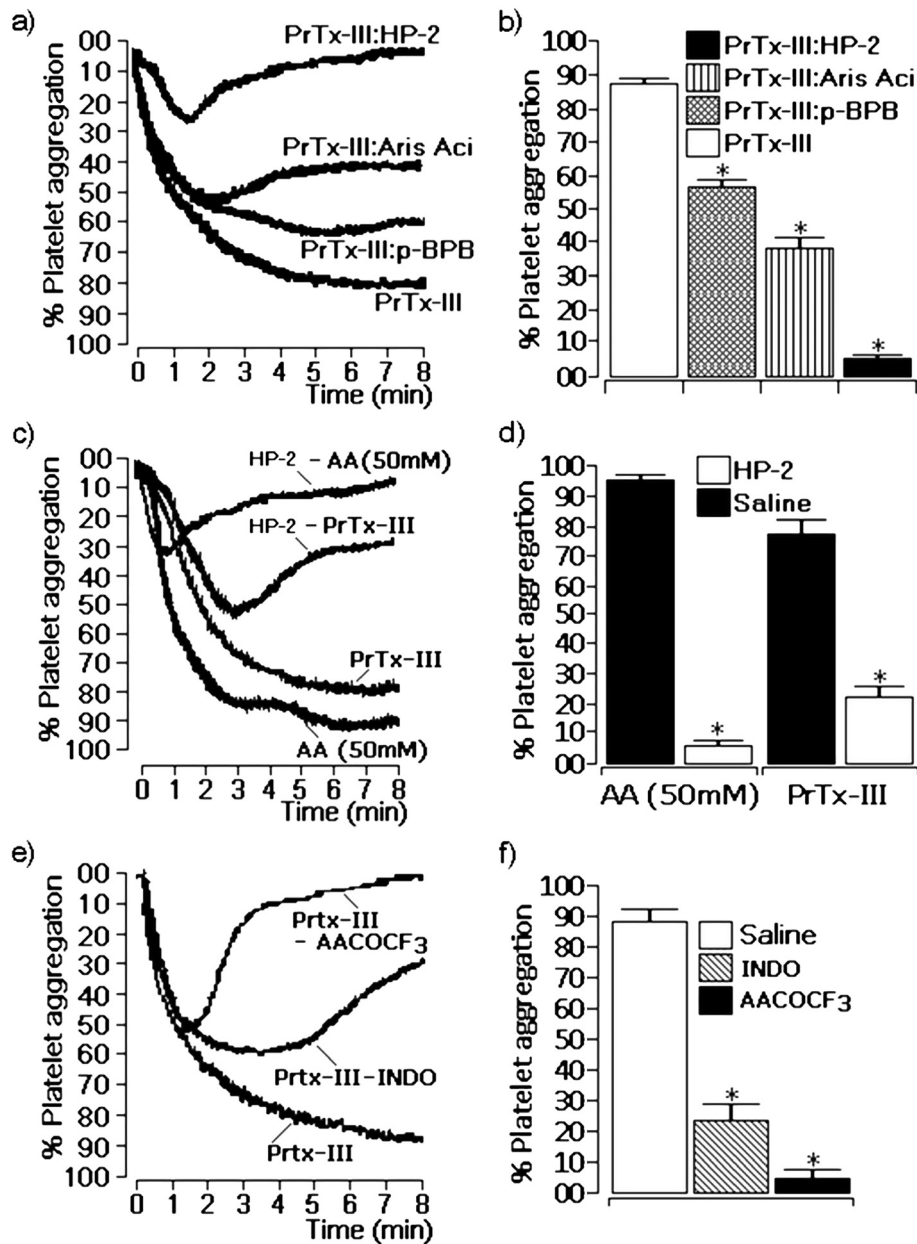 a)
% Platelet aggregation
00
10
20
30
40
50
60
70
80
90
100
PrTx-III:HP-2
PrTx-III:Aris Aci
PrTx-III:p-BPB
PrTx-III
0 1 2 3 4 5 6 7 8
Time (min)
b)
% Platelet aggregation
100
90
80
70
60
50
40
30
20
10
00
PrTx-III:HP-2
PrTx-III:Aris Aci
PrTx-III:p-BPB
PrTx-III
*
*
*
c)
% Platelet aggregation
00
10
20
30
40
50
60
70
80
90
100
HP-2 – AA(50mM)
HP-2 – PrTx-III
PrTx-III
AA (50mM)
0 1 2 3 4 5 6 7 8
Time (min)
d)
% Platelet aggregation
100
90
80
70
60
50
40
30
20
10
00
HP-2
Saline
*
*
AA (50mM) PrTx-III
e)
% Platelet aggregation
00
10
20
30
40
50
60
70
80
90
100
Prtx-III
- AACOCF3
Prtx-III-INDO
Prtx-III
0 1 2 3 4 5 6 7 8
Time (min)
f)
% Platelet aggregation
100
90
80
70
60
50
40
30
20
10
00
Saline
INDO
AACOCF3
*
*